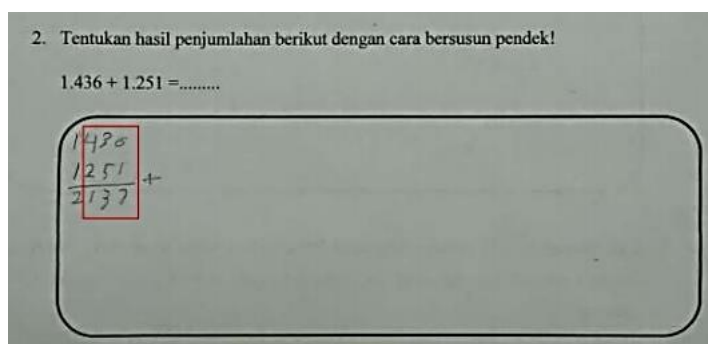 2. Tentukan hasil penjumlahan berikut dengan cara bersusun pendek!
1.436 + 1.251 =.........
1436
1251 +
2137